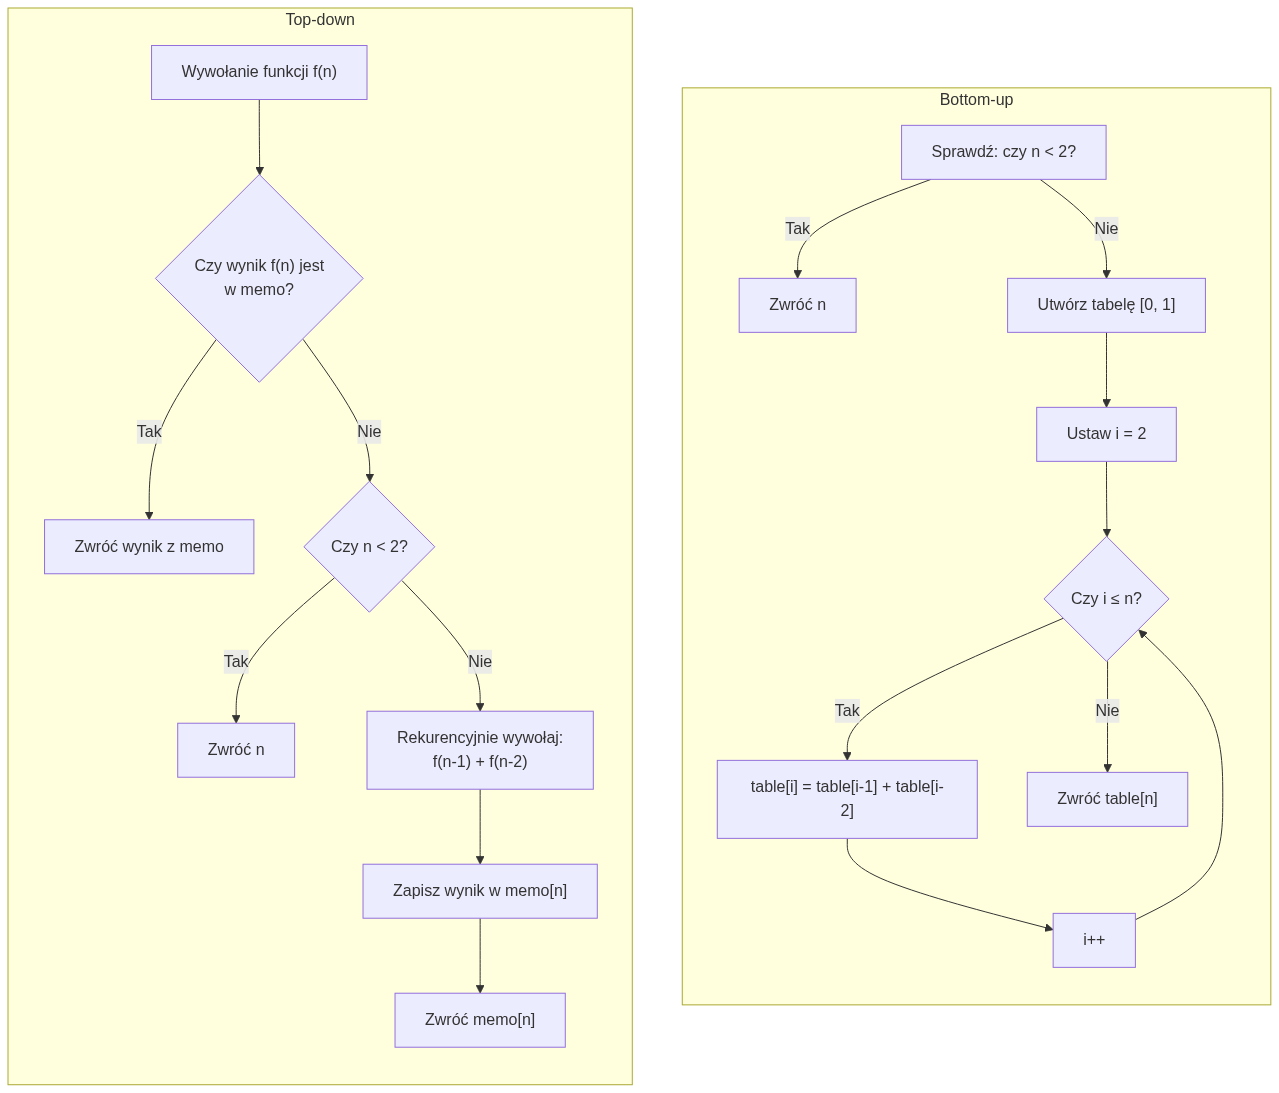 Top-down
Wywołanie funkcji f(n)
Czy wynik f(n) jest
w memo?
Tak
Nie
Zwróć wynik z memo
Czy n < 2?
Tak
Nie
Zwróć n
Rekurencyjnie wywołaj:
f(n-1) + f(n-2)
Zapisz wynik w memo[n]
Zwróć memo[n]
Bottom-up
Sprawdź: czy n < 2?
Tak
Nie
Zwróć n
Utwórz tabelę [0, 1]
Ustaw i = 2
Czy i ≤ n?
Tak
Nie
table[i] = table[i-1] + table[i-
2]
Zwróć table[n]
i++